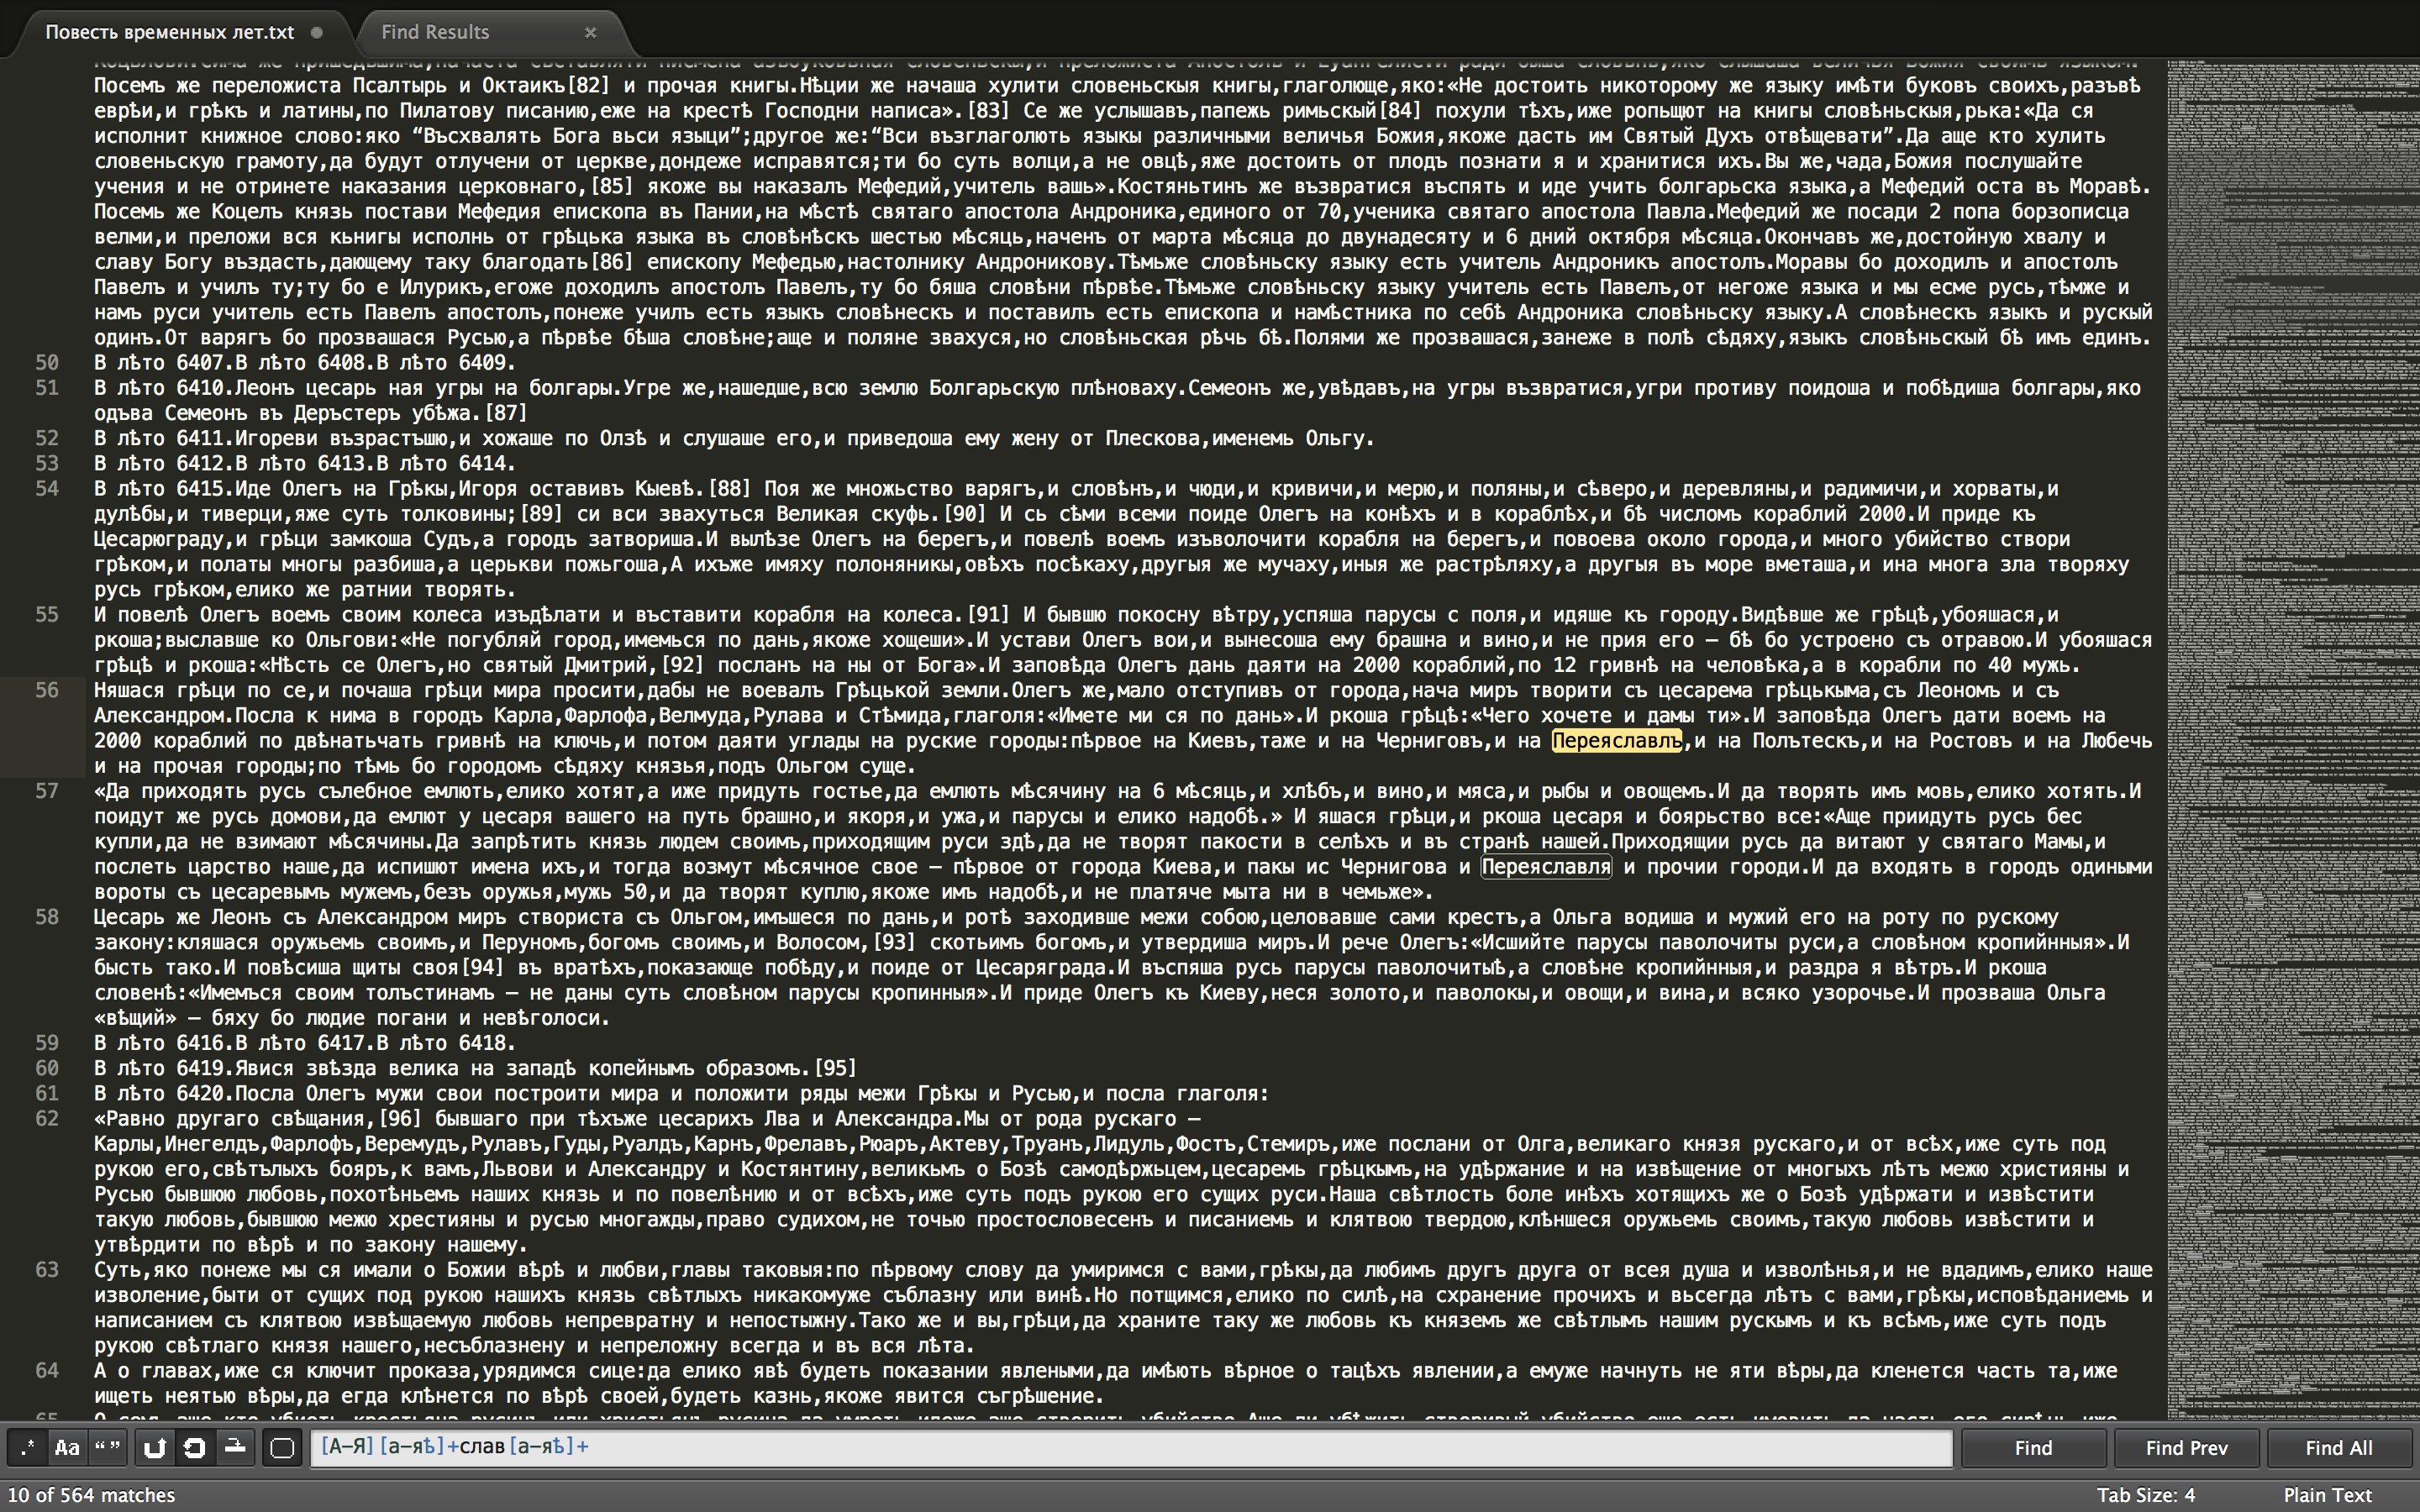 Повесть временных лет.txt
Find Results
Посемъ же переложиста Псалтырь и Октаикъ[82] и прочая книгы.Нѣции же начаша хулити словеньскыя книгы,глаголюще,яко:«Не достоить никоторому же языку имѣти буковъ своихъ,разъвѣ
еврѣи,и грѣкъ и латины,по Пилатову писанию,еже на крестѣ Господни написа».[83] Се же услышавъ,папежь римьскый[84] похули тѣхъ,иже ропьщют на книгы словѣньскыя,рька:«Да ся
исполнит книжное слово:яко “Въсхвалять Бога вьси языци”;другое же:“Вси възглаголють языкы различными величья Божия,якоже дасть им Святый Духъ отвѣщевати”.Да аще кто хулить
словеньскую грамоту,да будут отлучени от церкве,дондеже исправятся;ти бо суть волци,а не овцѣ,яже достоить от плодъ познати я и хранитися ихъ.Вы же,чада,Божия послушайте
учения и не отринете наказания церковнаго,[85] якоже вы наказалъ Мефедий,учитель вашь».Костяньтинъ же възвратися въспять и иде учить болгарьска языка,а Мефедий оста въ Моравѣ.
Посемь же Коцелъ князь постави Мефедия епископа въ Пании,на мѣстѣ святаго апостола Андроника,единого от 70,ученика святаго апостола Павла.Мефедий же посади 2 попа борзописца
велми,и преложи вся кьнигы исполнь от грѣцька языка въ словѣнѣскъ шестью мѣсяць,наченъ от марта мѣсяца до двунадесяту и 6 дний октября мѣсяца.Окончавъ же,достойную хвалу и
славу Богу въздасть,дающему таку благодать[86] епископу Мефедью,настолнику Андроникову.Тѣмьже словѣньску языку есть учитель Андроникъ апостолъ.Моравы бо доходилъ и апостолъ
Павелъ и училъ ту;ту бо е Илурикъ,егоже доходилъ апостолъ Павелъ,ту бо бяша словѣни пѣрвѣе.Тѣмьже словѣньску языку учитель есть Павелъ,от негоже языка и мы есме русь,тѣмже и
намъ руси учитель есть Павелъ апостолъ,понеже училъ есть языкъ словѣнескъ и поставилъ есть епископа и намѣстника по себѣ Андроника словѣньску языку.А словѣнескъ языкъ и рускый
одинъ.От варягъ бо прозвашася Русью,а пѣрвѣе бѣша словѣне;аще и поляне звахуся,но словѣньская рѣчь бѣ.Полями же прозвашася,занеже в полѣ сѣдяху,языкъ словѣньскый бѣ имъ единъ.
50 В лѣто 6407.В лѣто 6408.В лѣто 6409.
51 В лѣто 6410.Леонъ цесарь ная угры на болгары.Угре же,нашедше,всю землю Болгарьскую плѣноваху.Семеонъ же,увѣдавъ,на угры възвратися,угри противу поидоша и побѣдиша болгары,яко
одъва Семеонъ въ Деръстеръ убѣжа.[87]
52 В лѣто 6411.Игореви възрастъшю,и хожаше по Олзѣ и слушаше его,и приведоша ему жену от Плескова,именемь Ольгу.
53 В лѣто 6412.В лѣто 6413.В лѣто 6414.
54 В лѣто 6415.Иде Олегъ на Грѣкы,Игоря оставивъ Кыевѣ.[88] Поя же множьство варягъ,и словѣнъ,и чюди,и кривичи,и мерю,и поляны,и сѣверо,и деревляны,и радимичи,и хорваты,и
дулѣбы,и тиверци,яже суть толковины;[89] си вси звахуться Великая скуфь.[90] И сь сѣми всеми поиде Олегъ на конѣхъ и в кораблѣх,и бѣ числомъ кораблий 2000.И приде къ
Цесарюграду,и грѣци замкоша Судъ,а городъ затвориша.И вылѣзе Олегъ на берегъ,и повелѣ воемъ изъволочити корабля на берегъ,и повоева около города,и много убийство створи
грѣком,и полаты многы разбиша,а церькви пожьгоша,А ихъже имяху полоняникы,овѣхъ посѣкаху,другыя же мучаху,иныя же растрѣляху,а другыя въ море вметаша,и ина многа зла творяху
русь грѣком,елико же ратнии творять.
55 И повелѣ Олегъ воемъ своим колеса изъдѣлати и въставити корабля на колеса.[91] И бывшю покосну вѣтру,успяша парусы с поля,и идяше къ городу.Видѣвше же грѣцѣ,убояшася,и
ркоша;выславше ко Ольгови:«Не погубляй город,имемься по дань,якоже хощеши».И устави Олегъ вои,и вынесоша ему брашна и вино,и не прия его — бѣ бо устроено съ отравою.И убояшася
грѣцѣ и ркоша:«Нѣсть се Олегъ,но святый Дмитрий,[92] посланъ на ны от Бога».И заповѣда Олегъ дань даяти на 2000 кораблий,по 12 гривнѣ на человѣка,а в корабли по 40 мужь.
56 Няшася грѣци по се,и почаша грѣци мира просити,дабы не воевалъ Грѣцькой земли.Олегъ же,мало отступивъ от города,нача миръ творити съ цесарема грѣцькыма,съ Леономъ и съ
Александром.Посла к нима в городъ Карла,Фарлофа,Велмуда,Рулава и Стѣмида,глаголя:«Имете ми ся по дань».И ркоша грѣцѣ:«Чего хочете и дамы ти».И заповѣда Олегъ дати воемъ на
2000 кораблий по двѣнатьчать гривнѣ на ключь,и потом даяти углады на руские городы:пѣрвое на Киевъ,таже и на Черниговъ,и на Переяславлъ,и на Польтескъ,и на Ростовъ и на Любечь
и на прочая городы;по тѣмь бо городомъ сѣдяху князья,подъ Ольгом суще.
57 «Да приходять русь сълебное емлють,елико хотят,а иже придуть гостье,да емлють мѣсячину на 6 мѣсяць,и хлѣбъ,и вино,и мяса,и рыбы и овощемъ.И да творять имъ мовь,елико хотять.И
поидут же русь домови,да емлют у цесаря вашего на путь брашно,и якоря,и ужа,и парусы и елико надобѣ.» И яшася грѣци,и ркоша цесаря и боярьство все:«Аще приидуть русь бес
купли,да не взимают мѣсячины.Да запрѣтить князь людем своимъ,приходящим руси здѣ,да не творят пакости в селѣхъ и въ странѣ нашей.Приходящии русь да витают у святаго Мамы,и
послеть царство наше,да испишют имена ихъ,и тогда возмут мѣсячное свое — пѣрвое от города Киева,и пакы ис Чернигова и Переяславля и прочии городи.И да входять в городъ одиными
вороты съ цесаревымъ мужемъ,безъ оружья,мужь 50,и да творят куплю,якоже имъ надобѣ,и не платяче мыта ни в чемьже».
58 Цесарь же Леонъ съ Александром миръ створиста съ Ольгом,имъшеся по дань,и ротѣ заходивше межи собою,целовавше сами крестъ,а Ольга водиша и мужий его на роту по рускому
закону:кляшася оружьемь своимъ,и Перуномъ,богомъ своимъ,и Волосом,[93] скотьимъ богомъ,и утвердиша миръ.И рече Олегъ:«Исшийте парусы паволочиты руси,а словѣном кропийнныя».И
бысть тако.И повѣсиша щиты своя[94] въ вратѣхъ,показающе побѣду,и поиде от Цесаряграда.И въспяша русь парусы паволочитыѣ,а словѣне кропийнныя,и раздра я вѣтръ.И ркоша
словенѣ:«Имемъся своим толъстинамъ — не даны суть словѣном парусы кропинныя».И приде Олегъ къ Киеву,неся золото,и паволокы,и овощи,и вина,и всяко узорочье.И прозваша Ольга
«вѣщий» — бяху бо людие погани и невѣголоси.
59 В лѣто 6416.В лѣто 6417.В лѣто 6418.
60 В лѣто 6419.Явися звѣзда велика на западѣ копейнымъ образомъ.[95]
61 В лѣто 6420.Посла Олегъ мужи свои построити мира и положити ряды межи Грѣкы и Русью,и посла глаголя:
62 «Равно другаго свѣщания,[96] бывшаго при тѣхъже цесарихъ Лва и Александра.Мы от рода рускаго —
Карлы,Инегелдъ,Фарлофъ,Веремудъ,Рулавъ,Гуды,Руалдъ,Карнъ,Фрелавъ,Рюаръ,Актеву,Труанъ,Лидуль,Фостъ,Стемиръ,иже послани от Олга,великаго князя рускаго,и от всѣх,иже суть под
рукою его,свѣтълыхъ бояръ,к вамъ,Львови и Александру и Костянтину,великьмъ о Бозѣ самодѣржьцем,цесаремь грѣцкымъ,на удѣржание и на извѣщение от многыхъ лѣтъ межю християны и
Русью бывшюю любовь,похотѣньемъ наших князь и по повелѣнию и от всѣхъ,иже суть подъ рукою его сущих руси.Наша свѣтлость боле инѣхъ хотящихъ же о Бозѣ удѣржати и извѣстити
такую любовь,бывшюю межю хрестияны и русью многажды,право судихом,не точью простословесенъ и писаниемь и клятвою твердою,клѣншеся оружьемь своимъ,такую любовь извѣстити и
утвѣрдити по вѣрѣ и по закону нашему.
63 Суть,яко понеже мы ся имали о Божии вѣрѣ и любви,главы таковыя:по пѣрвому слову да умиримся с вами,грѣкы,да любимъ другъ друга от всея душа и изволѣнья,и не вдадимъ,елико наше
изволение,быти от сущих под рукою нашихъ князь свѣтлыхъ никакомуже съблазну или винѣ.Но потщимся,елико по силѣ,на схранение прочихъ и вьсегда лѣтъ с вами,грѣкы,исповѣданиемь и
написанием съ клятвою извѣщаемую любовь непревратну и непостыжну.Тако же и вы,грѣци,да храните таку же любовь къ княземъ же свѣтлымъ нашим рускымъ и къ всѣмъ,иже суть подъ
рукою свѣтлаго князя нашего,несъблазнену и непреложну всегда и въ вся лѣта.
64 А о главах,иже ся ключит проказа,урядимся сице:да елико явѣ будеть показании явлеными,да имѣють вѣрное о тацѣхъ явлении,а емуже начнуть не яти вѣры,да кленется часть та,иже
ищеть неятью вѣры,да егда клѣнется по вѣрѣ своей,будеть казнь,якоже явится съгрѣшение.
.* Aa “ ”
[А-Я][а-яѣ]+слав[а-яѣ]+
Find Find Prev Find All
10 of 564 matches
Tab Size: 4 Plain Text